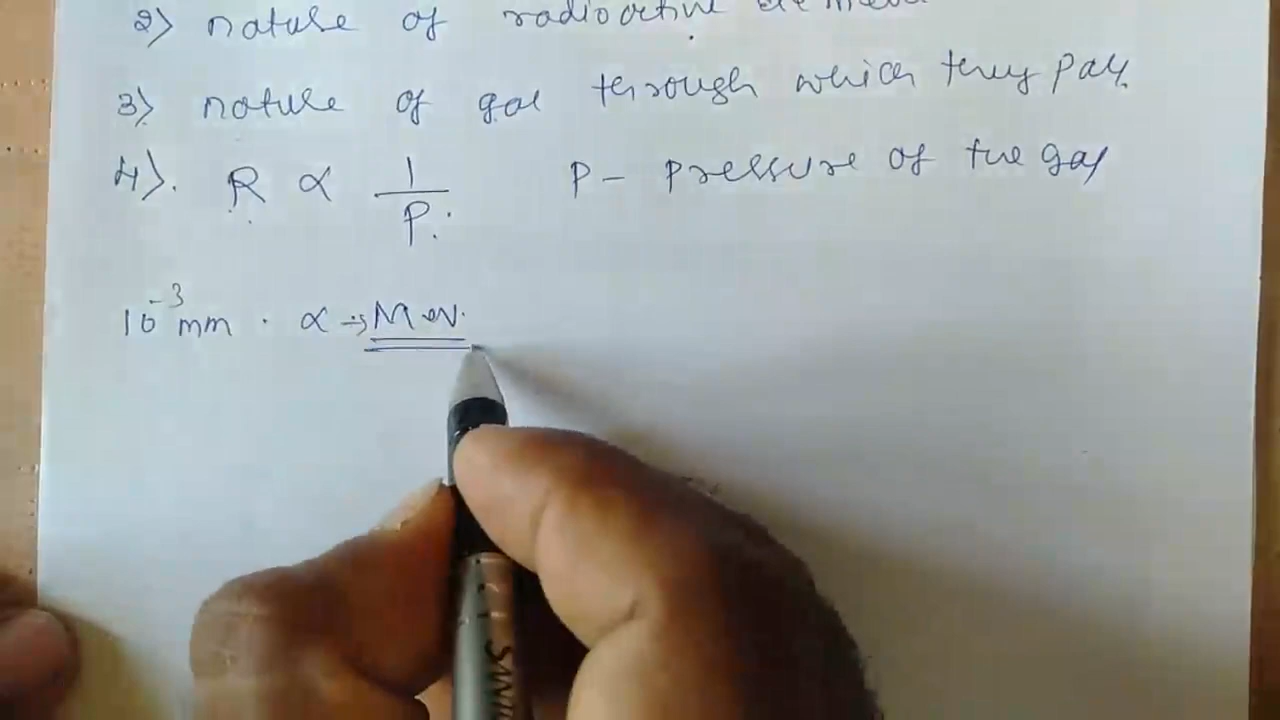 2) nature of radioactive
3) nature of gas through which they pass.
4). R ∝ 1/P. P - pressure of the gas
10⁻³ mm · α → MeV.